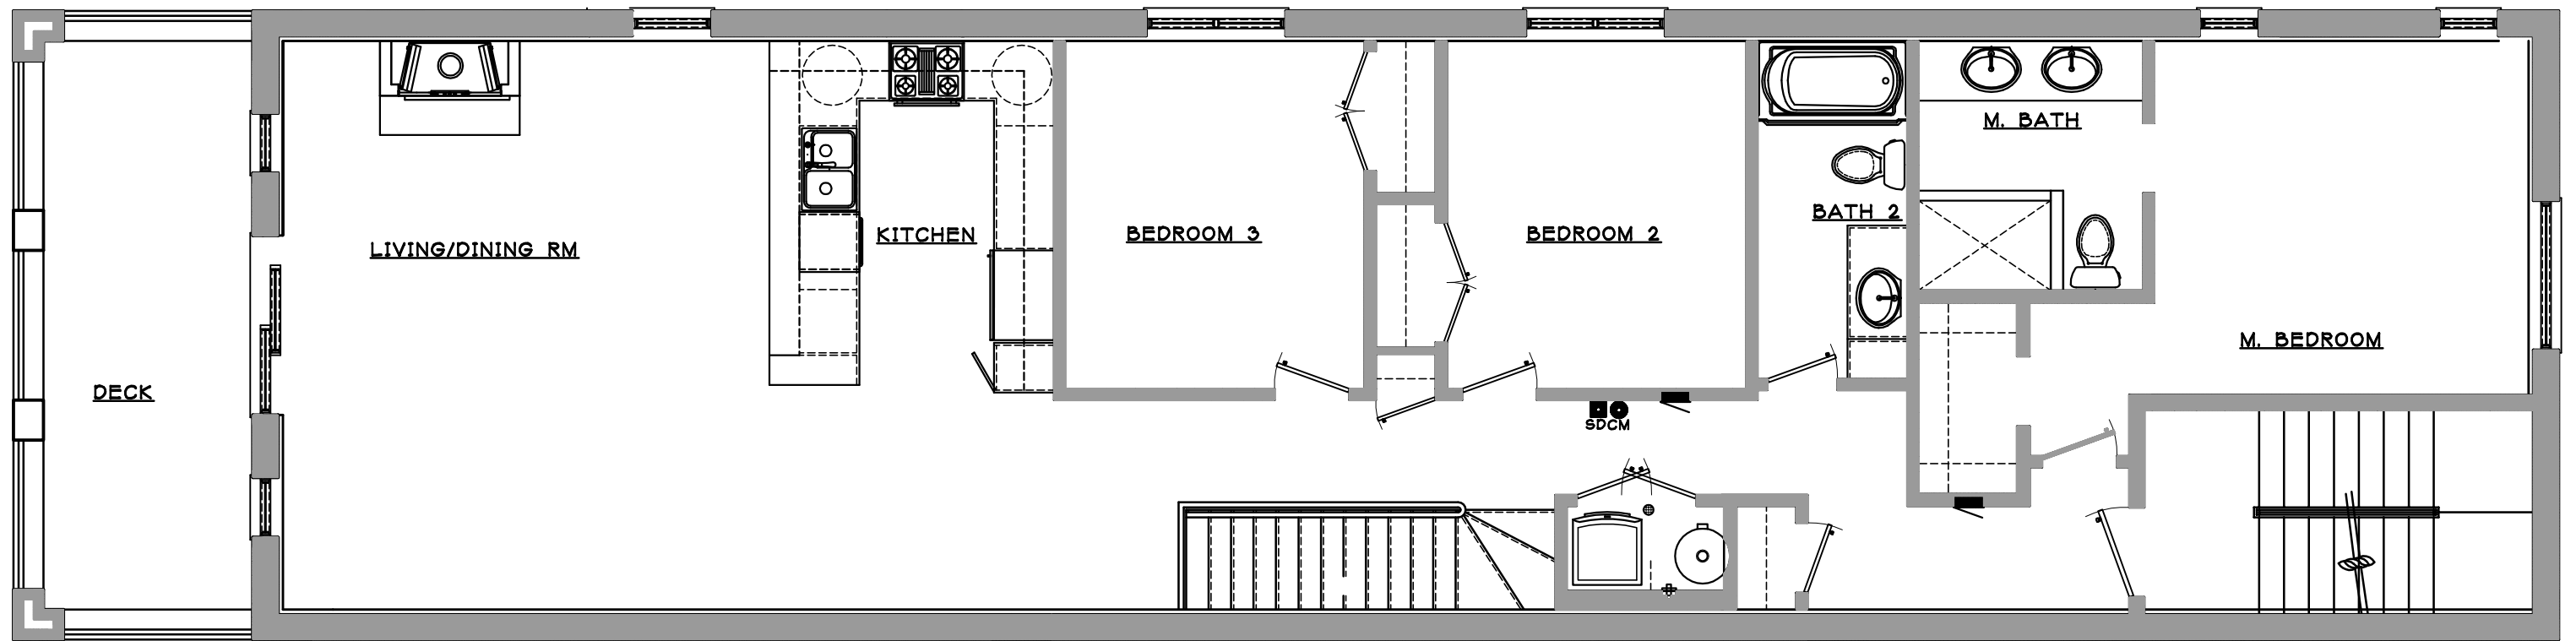 M. BATH
BATH 2
LIVING/DINING RM
KITCHEN
BEDROOM 3
BEDROOM 2
M. BEDROOM
DECK
SDCM